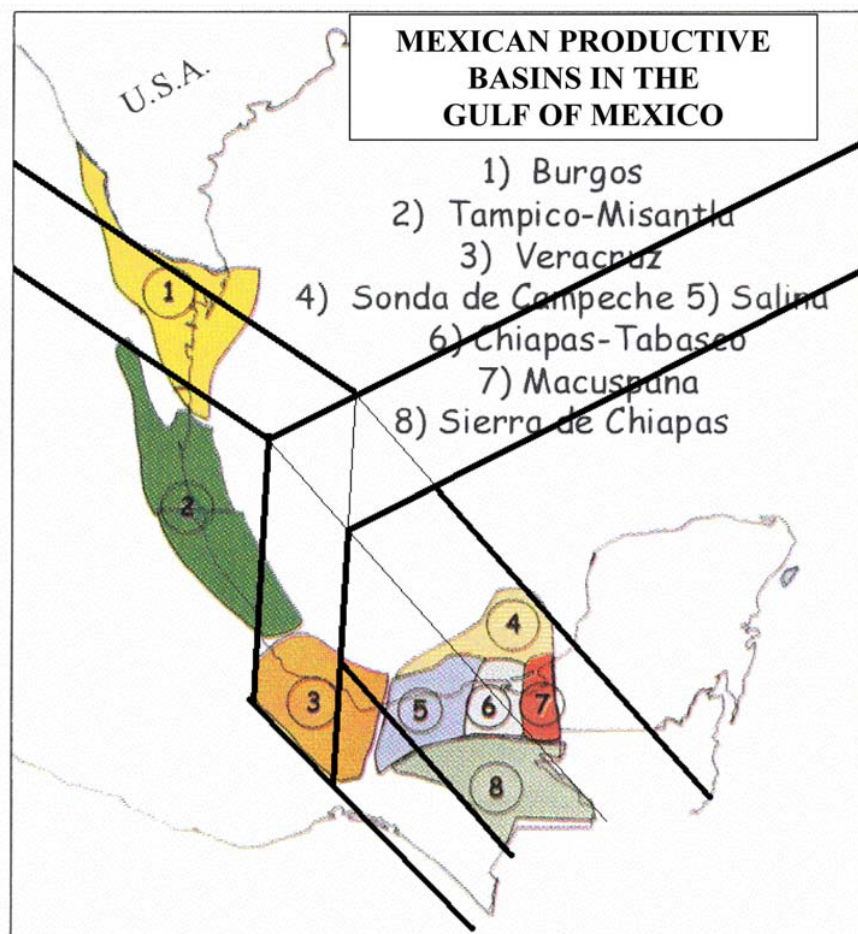 MEXICAN PRODUCTIVE
BASINS IN THE
GULF OF MEXICO
U.S.A.
1) Burgos
2) Tampico-Misantla
3) Veracruz
4) Sonda de Campeche 5) Salina
6) Chiapas-Tabasco
7) Macuspana
8) Sierra de Chiapas
1
2
3
4
5
6
7
8